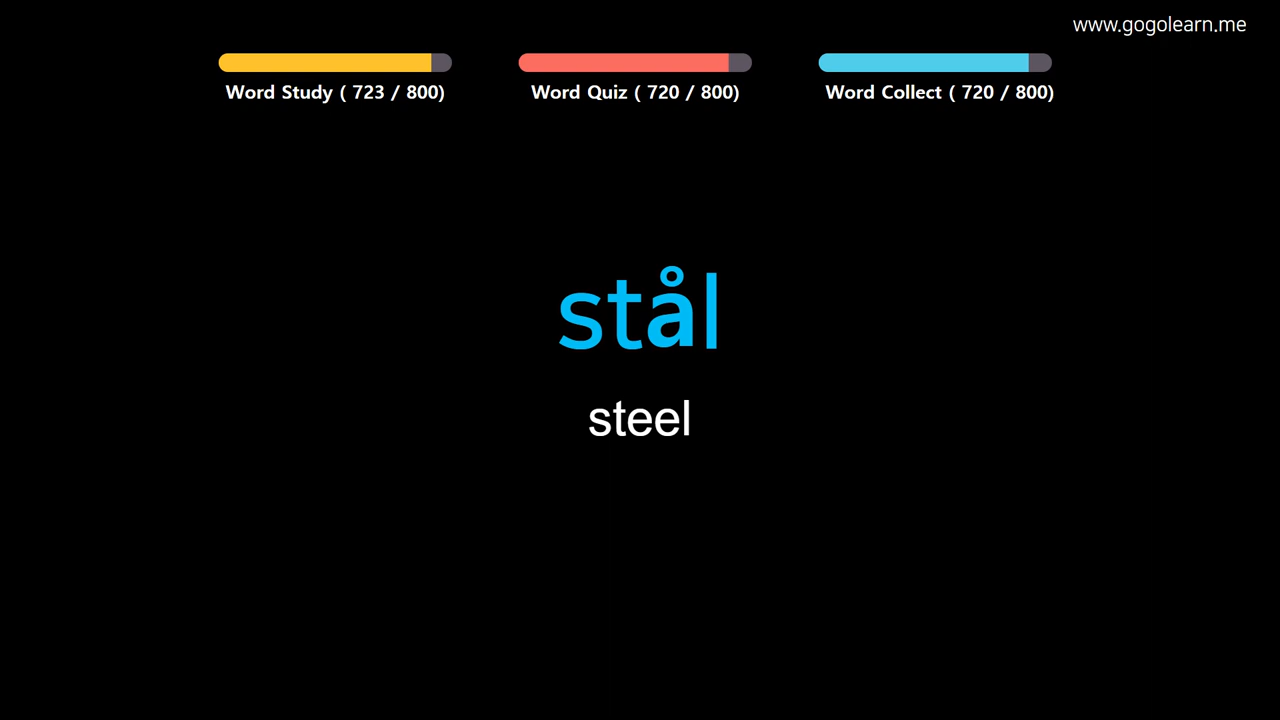 www.gogolearn.me
Word Study ( 723 / 800)
Word Quiz ( 720 / 800)
Word Collect ( 720 / 800)
stål
steel